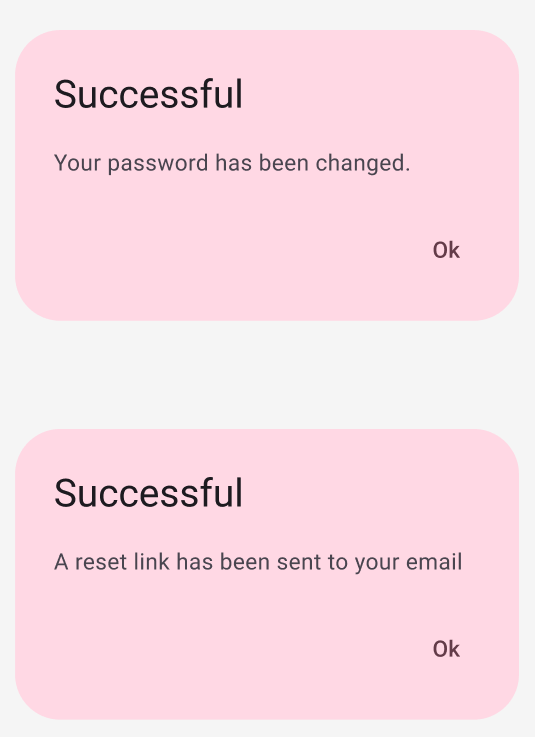 Successful
Your password has been changed.
Ok
Successful
A reset link has been sent to your email
Ok